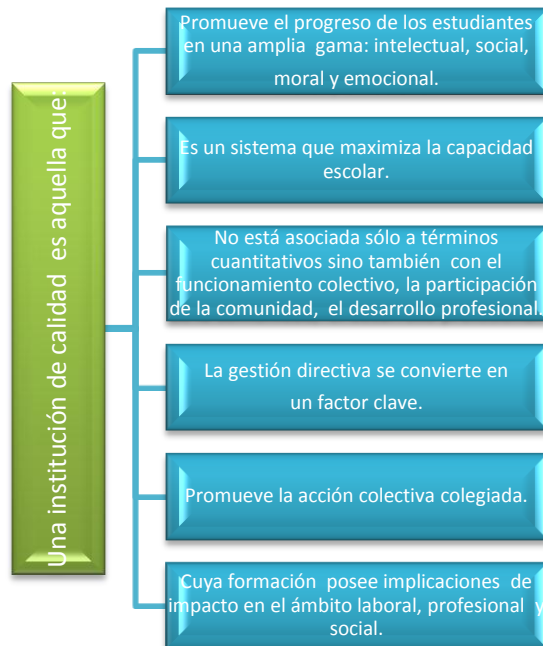 Una institución de calidad es aquella que:
Promueve el progreso de los estudiantes
en una amplia gama: intelectual, social,
moral y emocional.
Es un sistema que maximiza la capacidad
escolar.
No está asociada sólo a términos
cuantitativos sino también con el
funcionamiento colectivo, la participación
de la comunidad, el desarrollo profesional.
La gestión directiva se convierte en
un factor clave.
Promueve la acción colectiva colegiada.
Cuya formación posee implicaciones de
impacto en el ámbito laboral, profesional y
social.